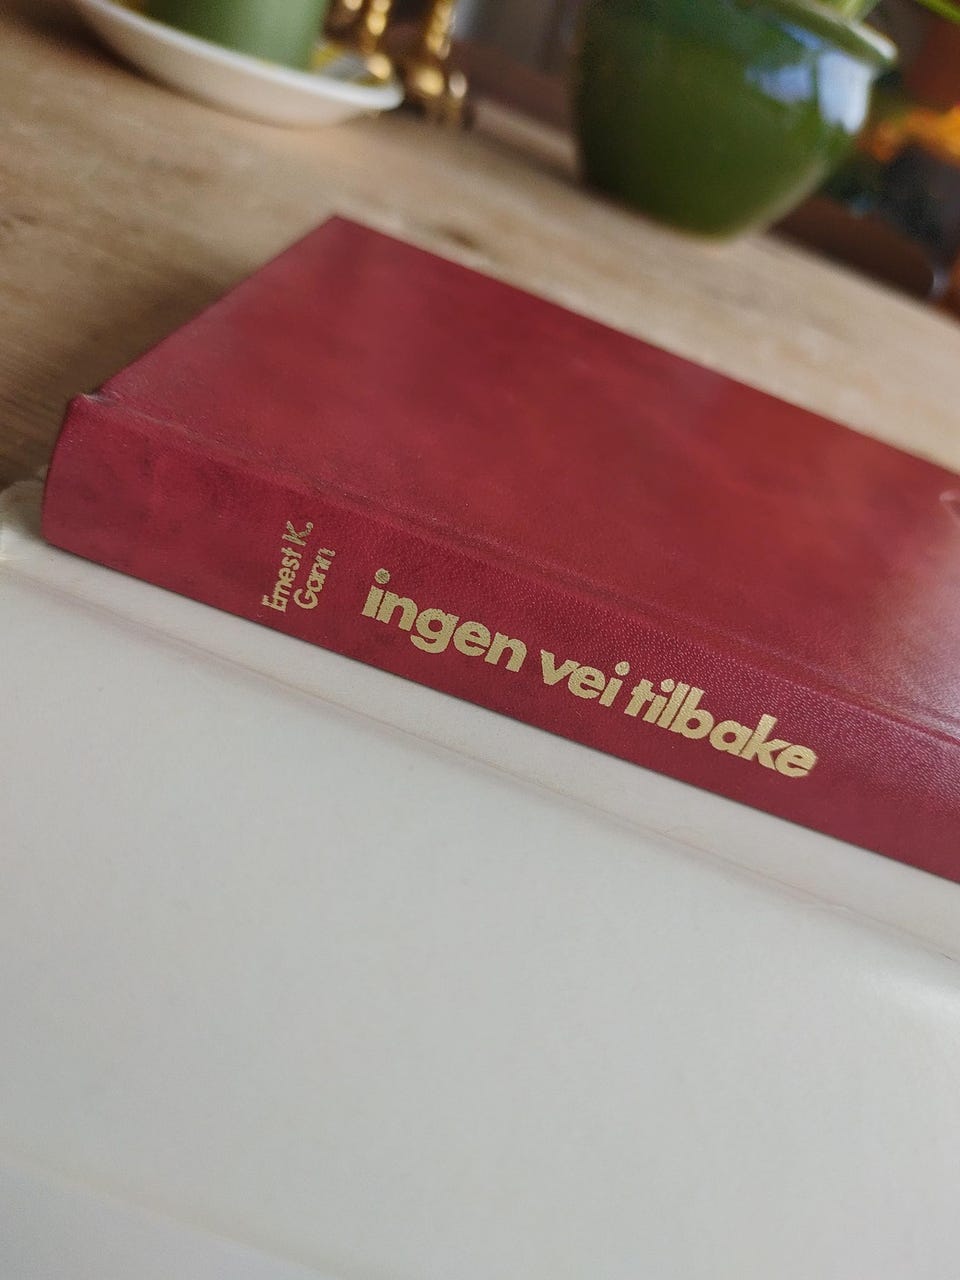 Ernest K.
Gann
ingen vei tilbake